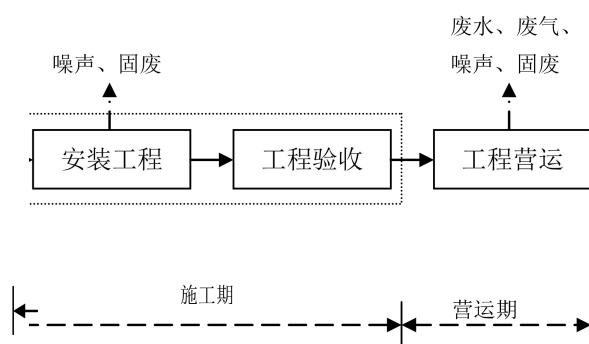 废水、废气、
噪声、固废
噪声、固废
安装工程
工程验收
工程营运
施工期
营运期